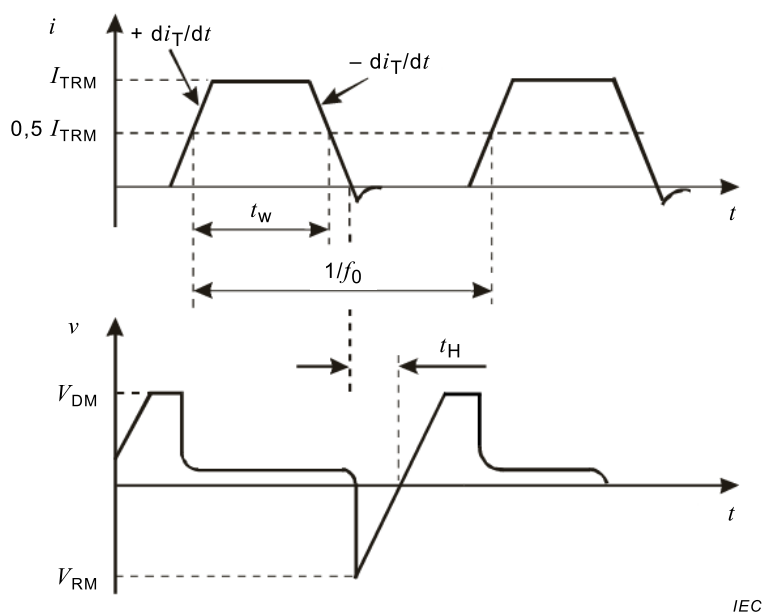 i
+ diT/dt
– diT/dt
ITRM
0,5 ITRM
t
tw
1/f0
v
tH
VDM
t
VRM
IEC